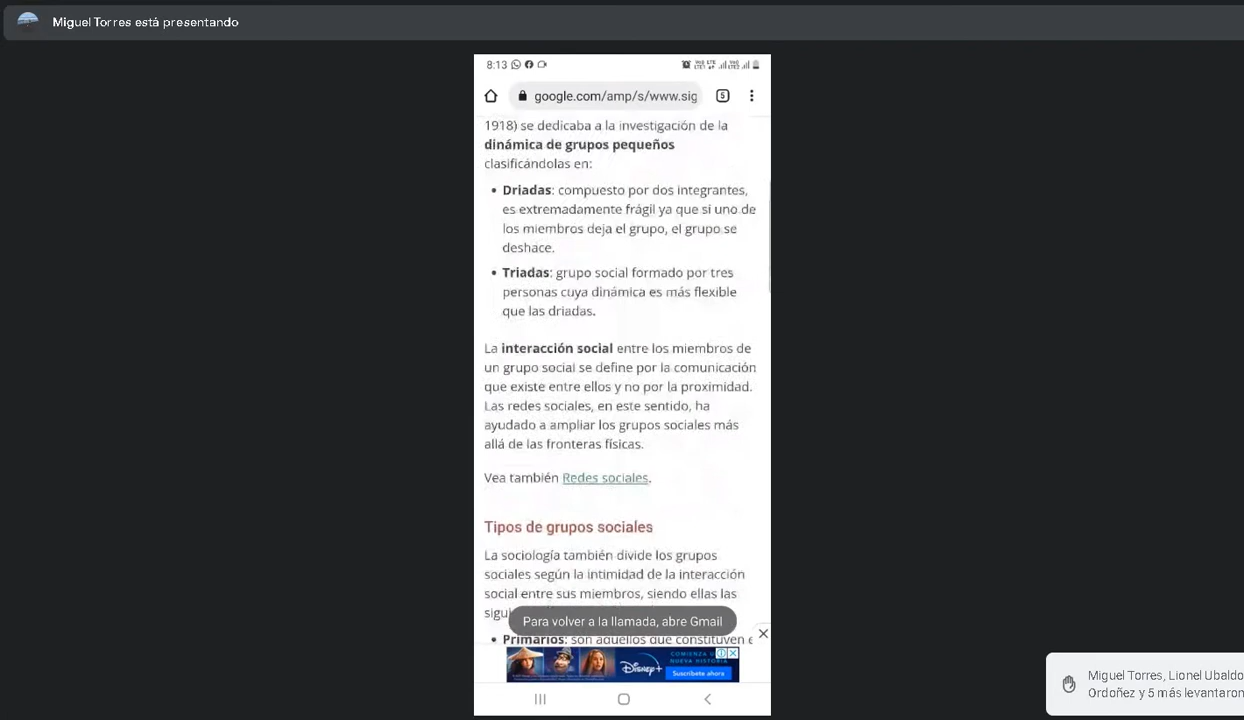 Miguel Torres está presentando
8:13
google.com/amp/s/www.sig
5
1918) se dedicaba a la investigación de la
dinámica de grupos pequeños
clasificándolas en:
• Driadas: compuesto por dos integrantes,
es extremadamente frágil ya que si uno de
los miembros deja el grupo, el grupo se
deshace.
• Triadas: grupo social formado por tres
personas cuya dinámica es más flexible
que las driadas.
La interacción social entre los miembros de
un grupo social se define por la comunicación
que existe entre ellos y no por la proximidad.
Las redes sociales, en este sentido, ha
ayudado a ampliar los grupos sociales más
allá de las fronteras físicas.
Vea también Redes sociales.
Tipos de grupos sociales
La sociología también divide los grupos
sociales según la intimidad de la interacción
social entre sus miembros, siendo ellas las
sigu
Para volver a la llamada, abre Gmail
• Primarios: son aquellos que constituyen e
Disney+
COMIENZA U
NUEVA HISTORIA
Suscríbete ahora
Miguel Torres, Lionel Ubaldo
Ordoñez y 5 más levantaron